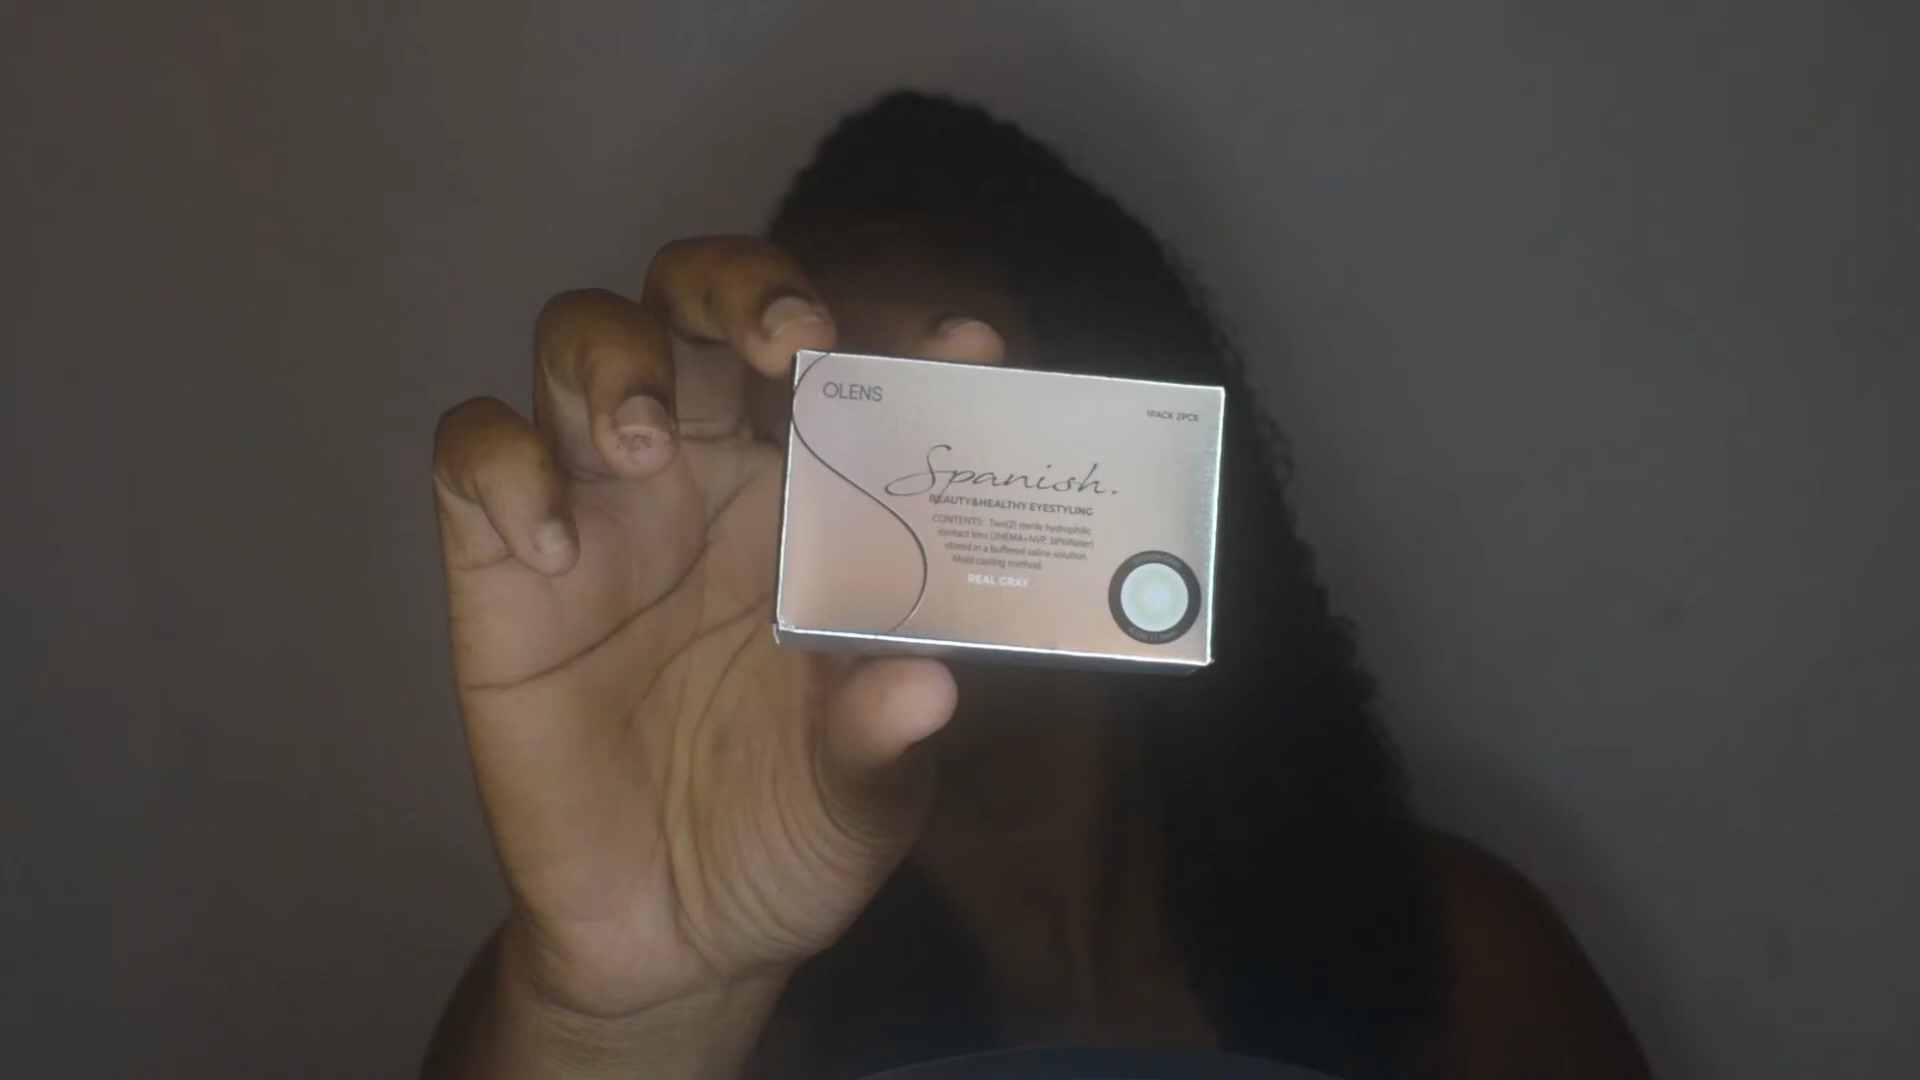 OLENS
1PACK 2PCS
Spanish.
BEAUTY&HEALTHY EYESTYLING
CONTENTS: Two(2) sterile hydrophilic
contact lens (2HEMA+NVP 38%Water)
stored in a Buffered saline solution.
Mold casting method.
REAL GRAY